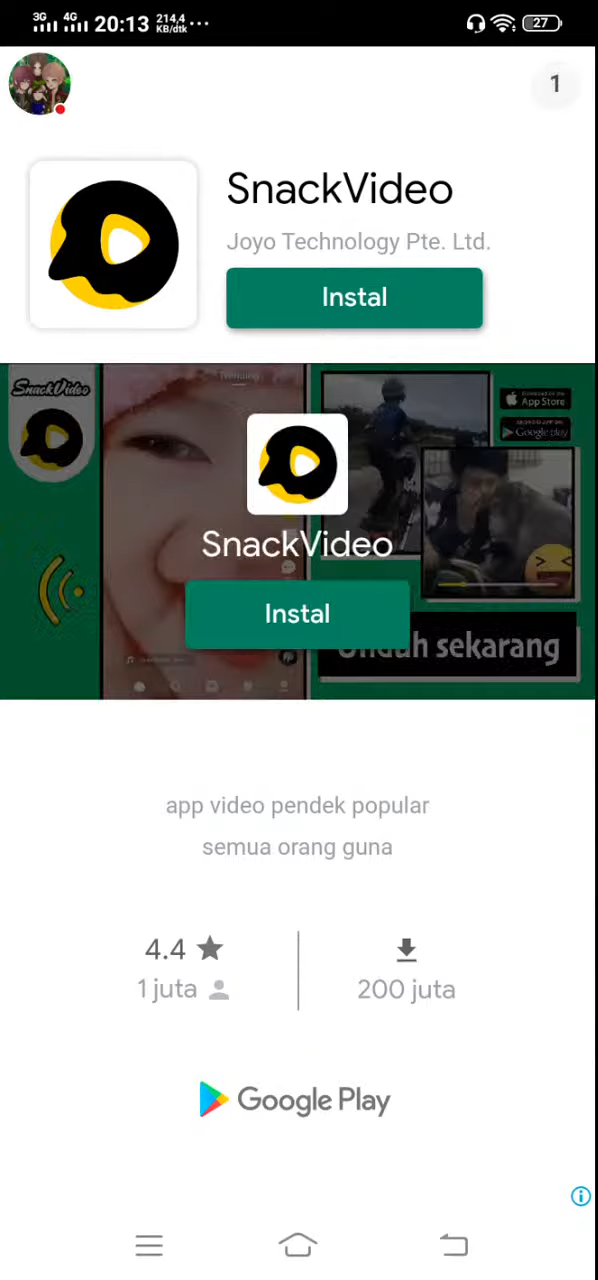 3G 4G 20:13 214,4 KB/dtk ... 27
1
SnackVideo
Joyo Technology Pte. Ltd.
Instal
SnackVideo
Trending
App Store
Google play
SnackVideo
Instal
sekarang
app video pendek popular
semua orang guna
4.4
1 juta
200 juta
Google Play